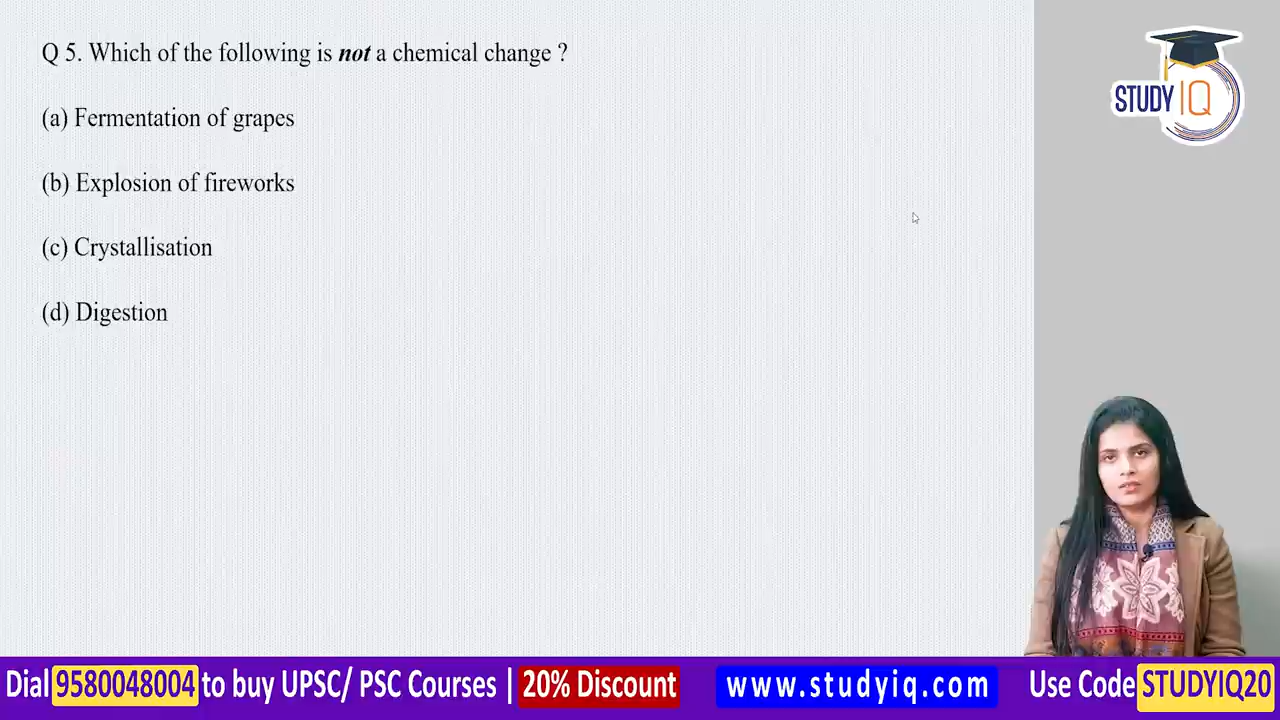 Q 5. Which of the following is not a chemical change ?
(a) Fermentation of grapes
(b) Explosion of fireworks
(c) Crystallisation
(d) Digestion
STUDY IQ
Dial 9580048004 to buy UPSC/ PSC Courses | 20% Discount www.studyiq.com Use Code STUDYIQ20